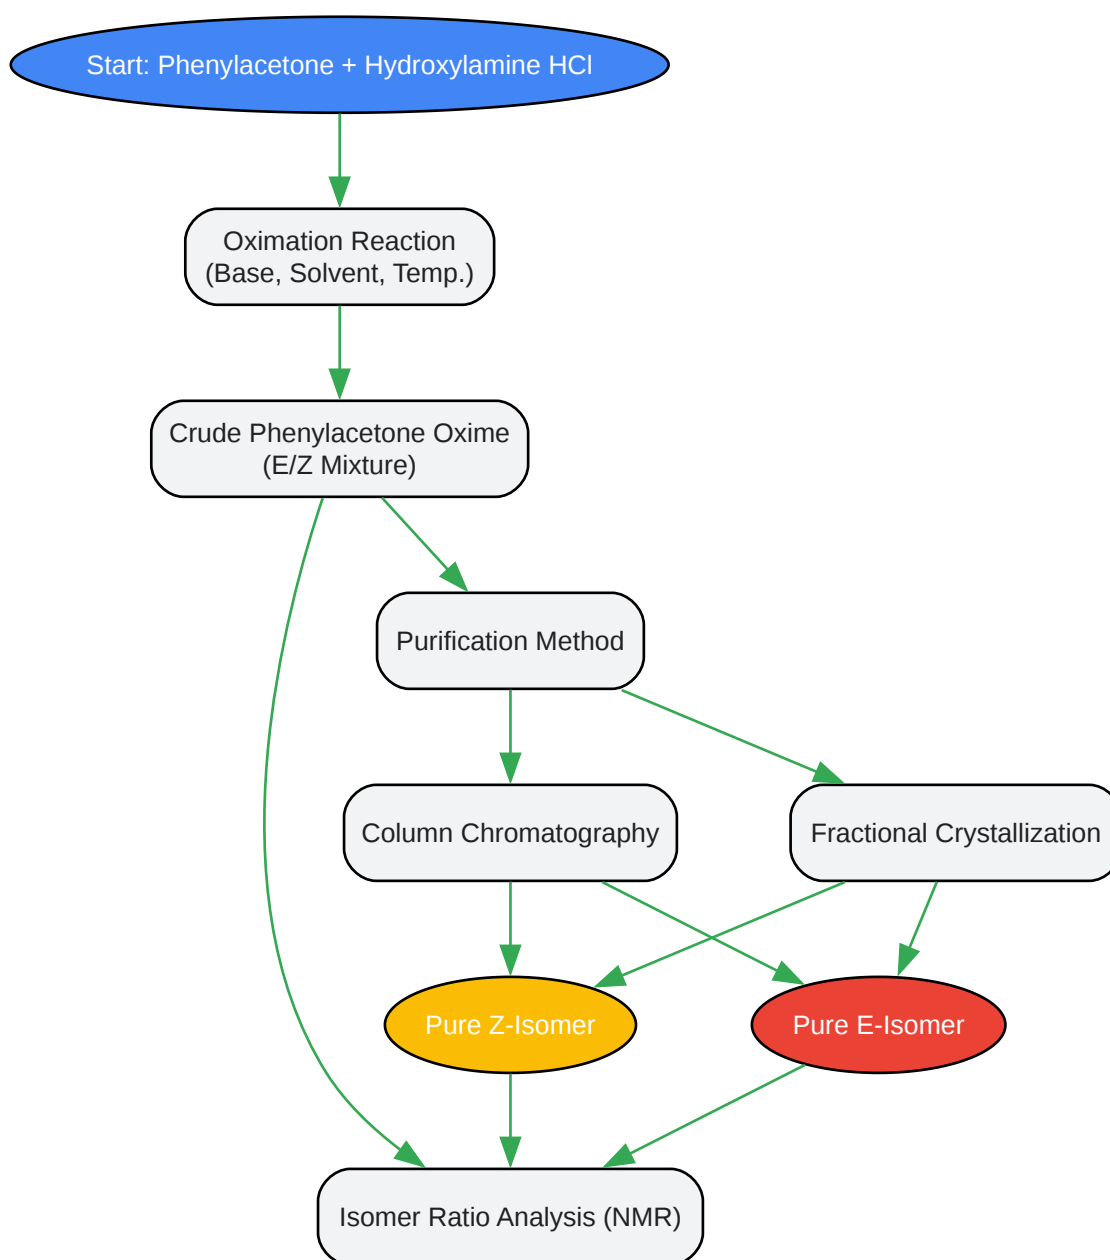 Start: Phenylacetone + Hydroxylamine HCl
Oximation Reaction
(Base, Solvent, Temp.)
Crude Phenylacetone Oxime
(E/Z Mixture)
Purification Method
Column Chromatography
Fractional Crystallization
Pure Z-Isomer
Pure E-Isomer
Isomer Ratio Analysis (NMR)